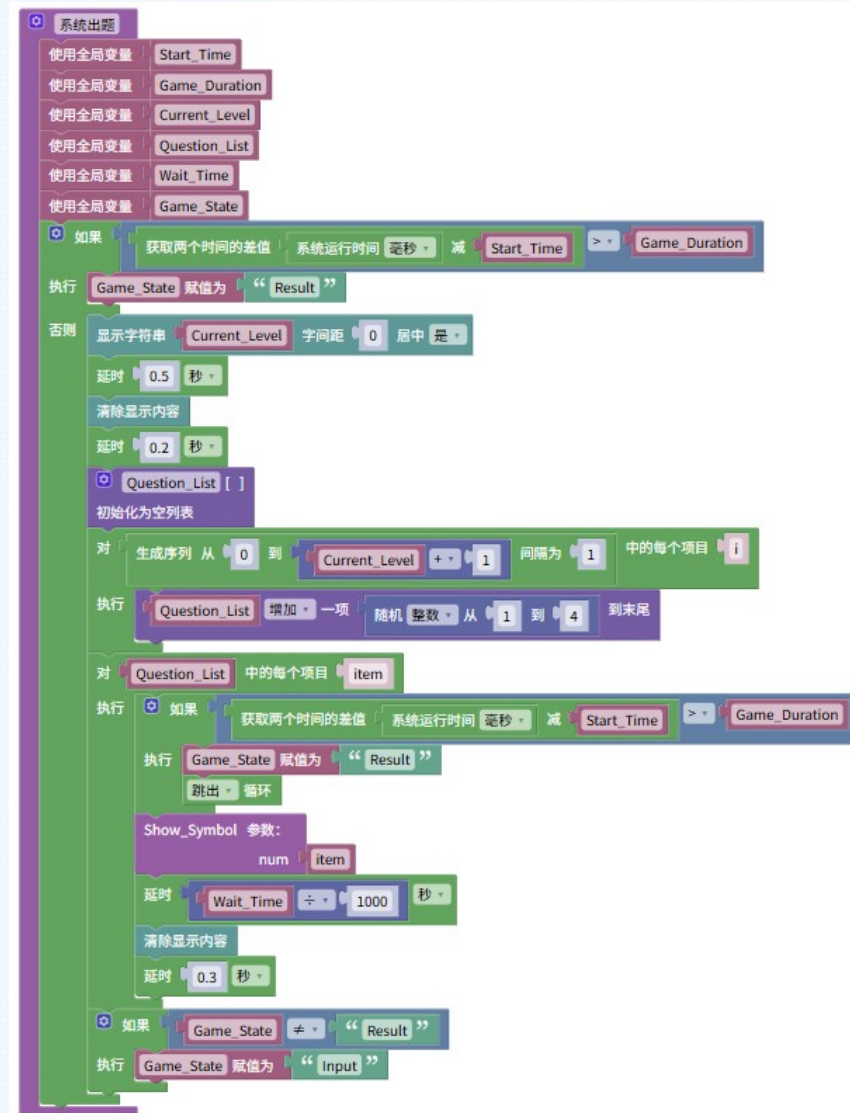 系统出题
使用全局变量 Start_Time
使用全局变量 Game_Duration
使用全局变量 Current_Level
使用全局变量 Question_List
使用全局变量 Wait_Time
使用全局变量 Game_State
如果 获取两个时间的差值 系统运行时间 毫秒 减 Start_Time > Game_Duration
执行 Game_State 赋值为 “ Result ”
否则 显示字符串 Current_Level 字间距 0 居中 是
延时 0.5 秒
清除显示内容
延时 0.2 秒
Question_List [ ]
初始化为空列表
对 生成序列 从 0 到 Current_Level + 1 间隔为 1 中的每个项目 i
执行 Question_List 增加 一项 随机 整数 从 1 到 4 到末尾
对 Question_List 中的每个项目 item
执行 如果 获取两个时间的差值 系统运行时间 毫秒 减 Start_Time > Game_Duration
执行 Game_State 赋值为 “ Result ”
跳出 循环
Show_Symbol 参数:
num item
延时 Wait_Time ÷ 1000 秒
清除显示内容
延时 0.3 秒
如果 Game_State ≠ “ Result ”
执行 Game_State 赋值为 “ Input ”